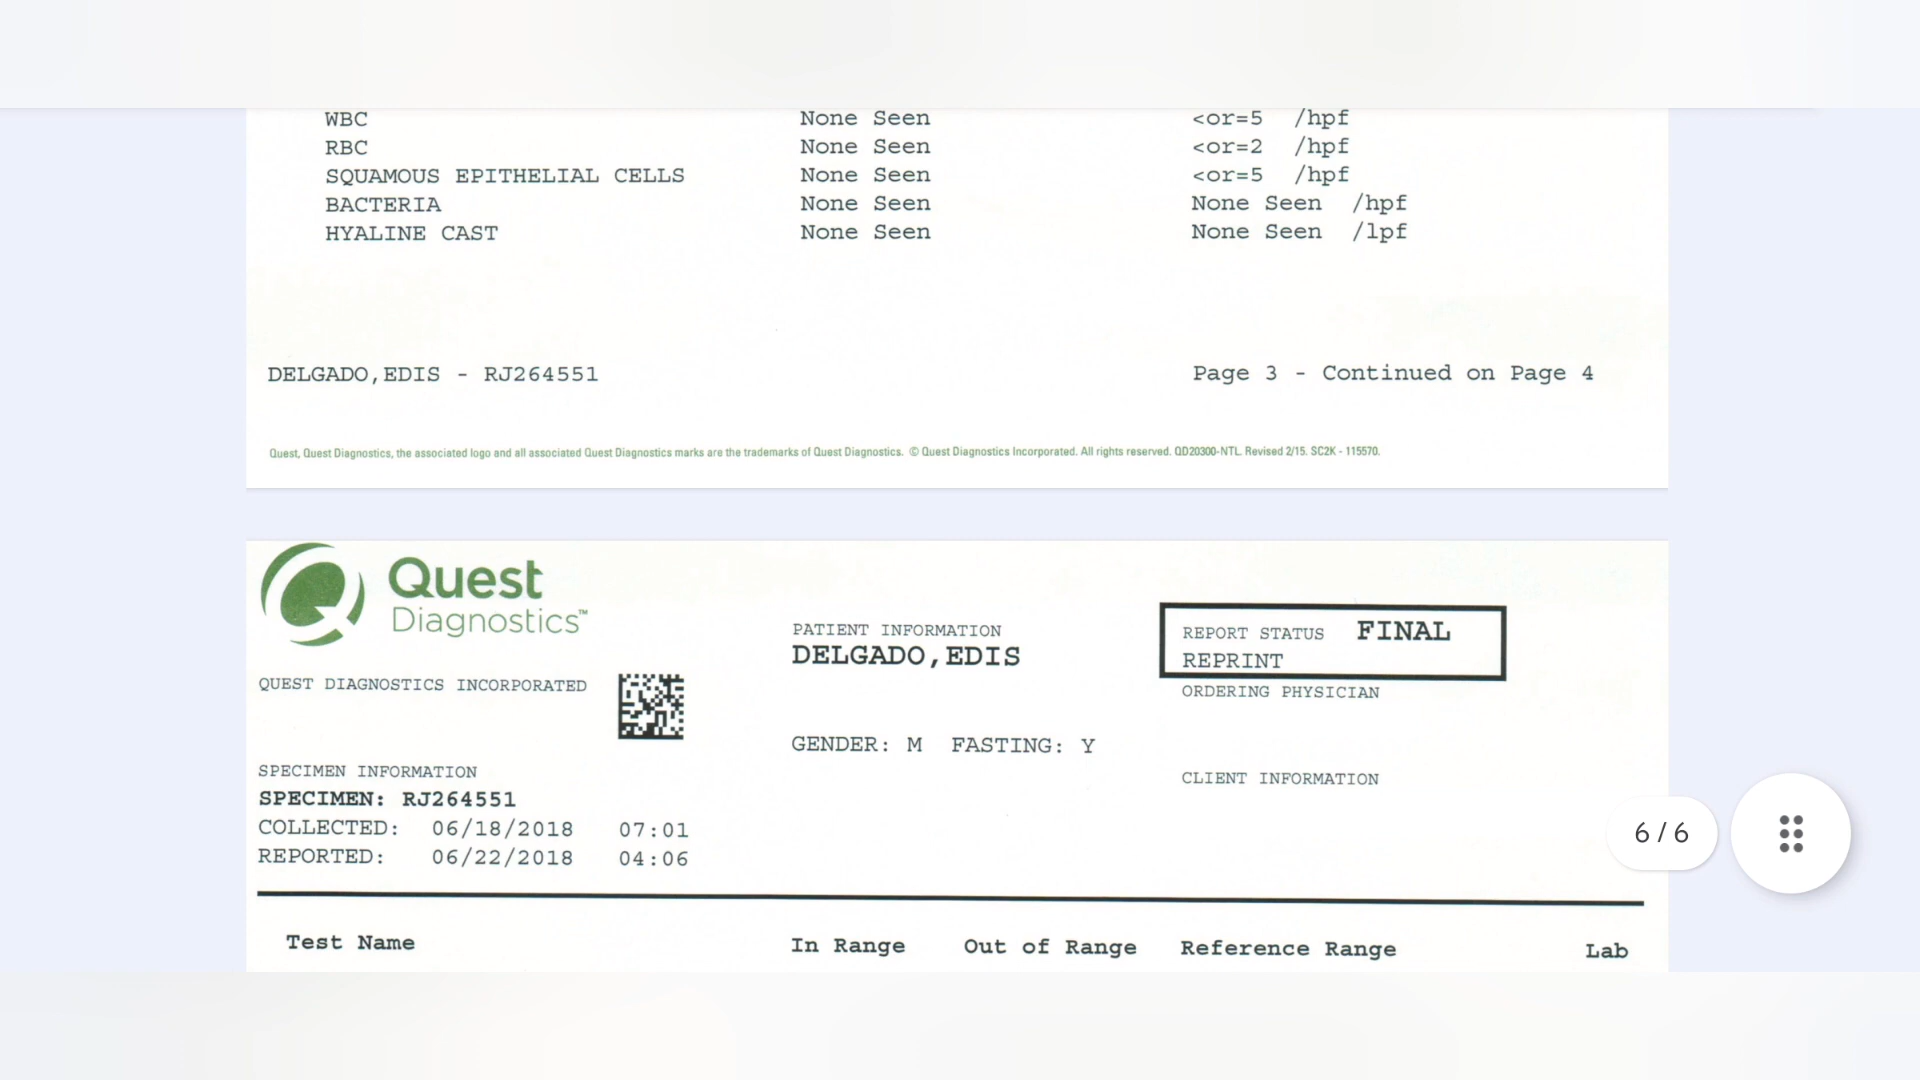 WBC None Seen <or=5 /hpf
RBC None Seen <or=2 /hpf
SQUAMOUS EPITHELIAL CELLS None Seen <or=5 /hpf
BACTERIA None Seen None Seen /hpf
HYALINE CAST None Seen None Seen /lpf
DELGADO,EDIS - RJ264551 Page 3 - Continued on Page 4
Quest, Quest Diagnostics, the associated logo and all associated Quest Diagnostics marks are the trademarks of Quest Diagnostics. © Quest Diagnostics Incorporated. All rights reserved. QD20300-NTL. Revised 2/15. SC2K - 115570.
Quest
Diagnostics™
QUEST DIAGNOSTICS INCORPORATED
SPECIMEN INFORMATION
SPECIMEN: RJ264551
COLLECTED: 06/18/2018 07:01
REPORTED: 06/22/2018 04:06
PATIENT INFORMATION
DELGADO,EDIS
GENDER: M FASTING: Y
REPORT STATUS FINAL
REPRINT
ORDERING PHYSICIAN
CLIENT INFORMATION
6 / 6
Test Name In Range Out of Range Reference Range Lab